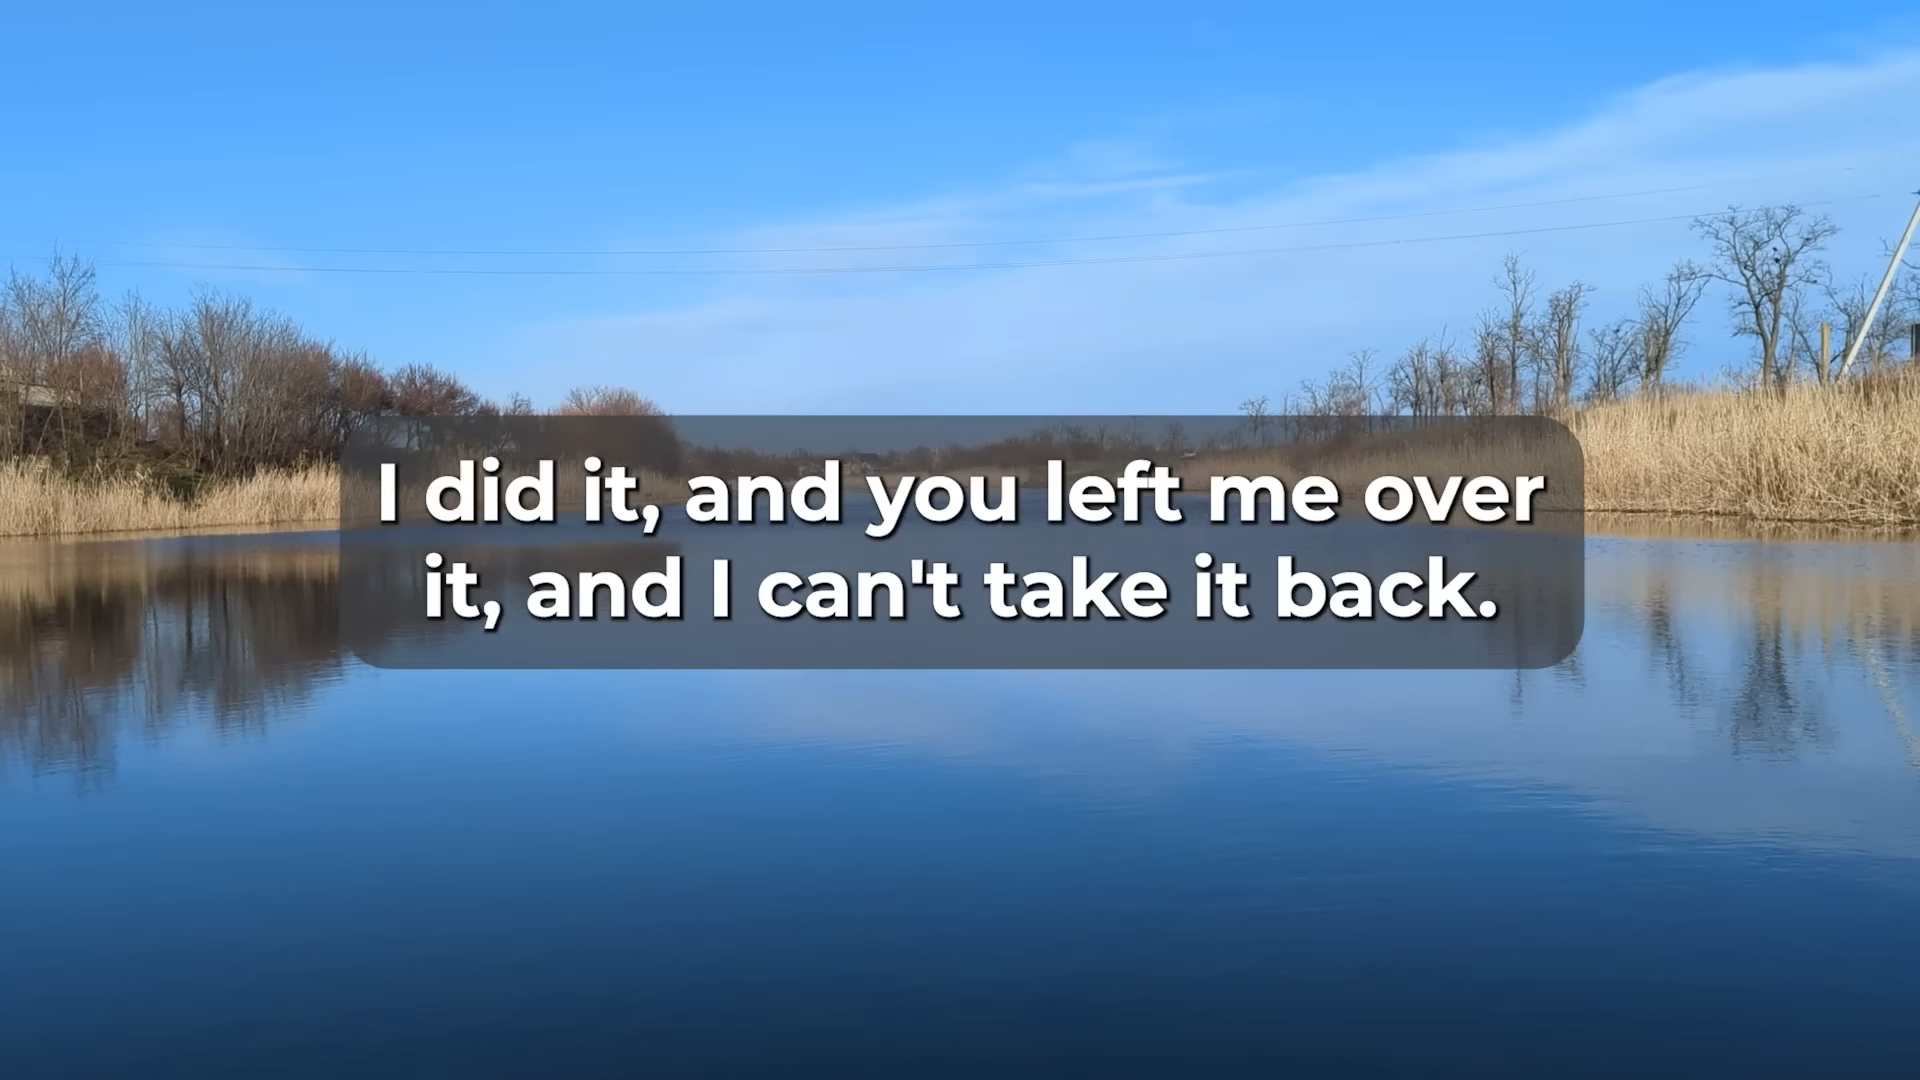 I did it, and you left me over
it, and I can't take it back.